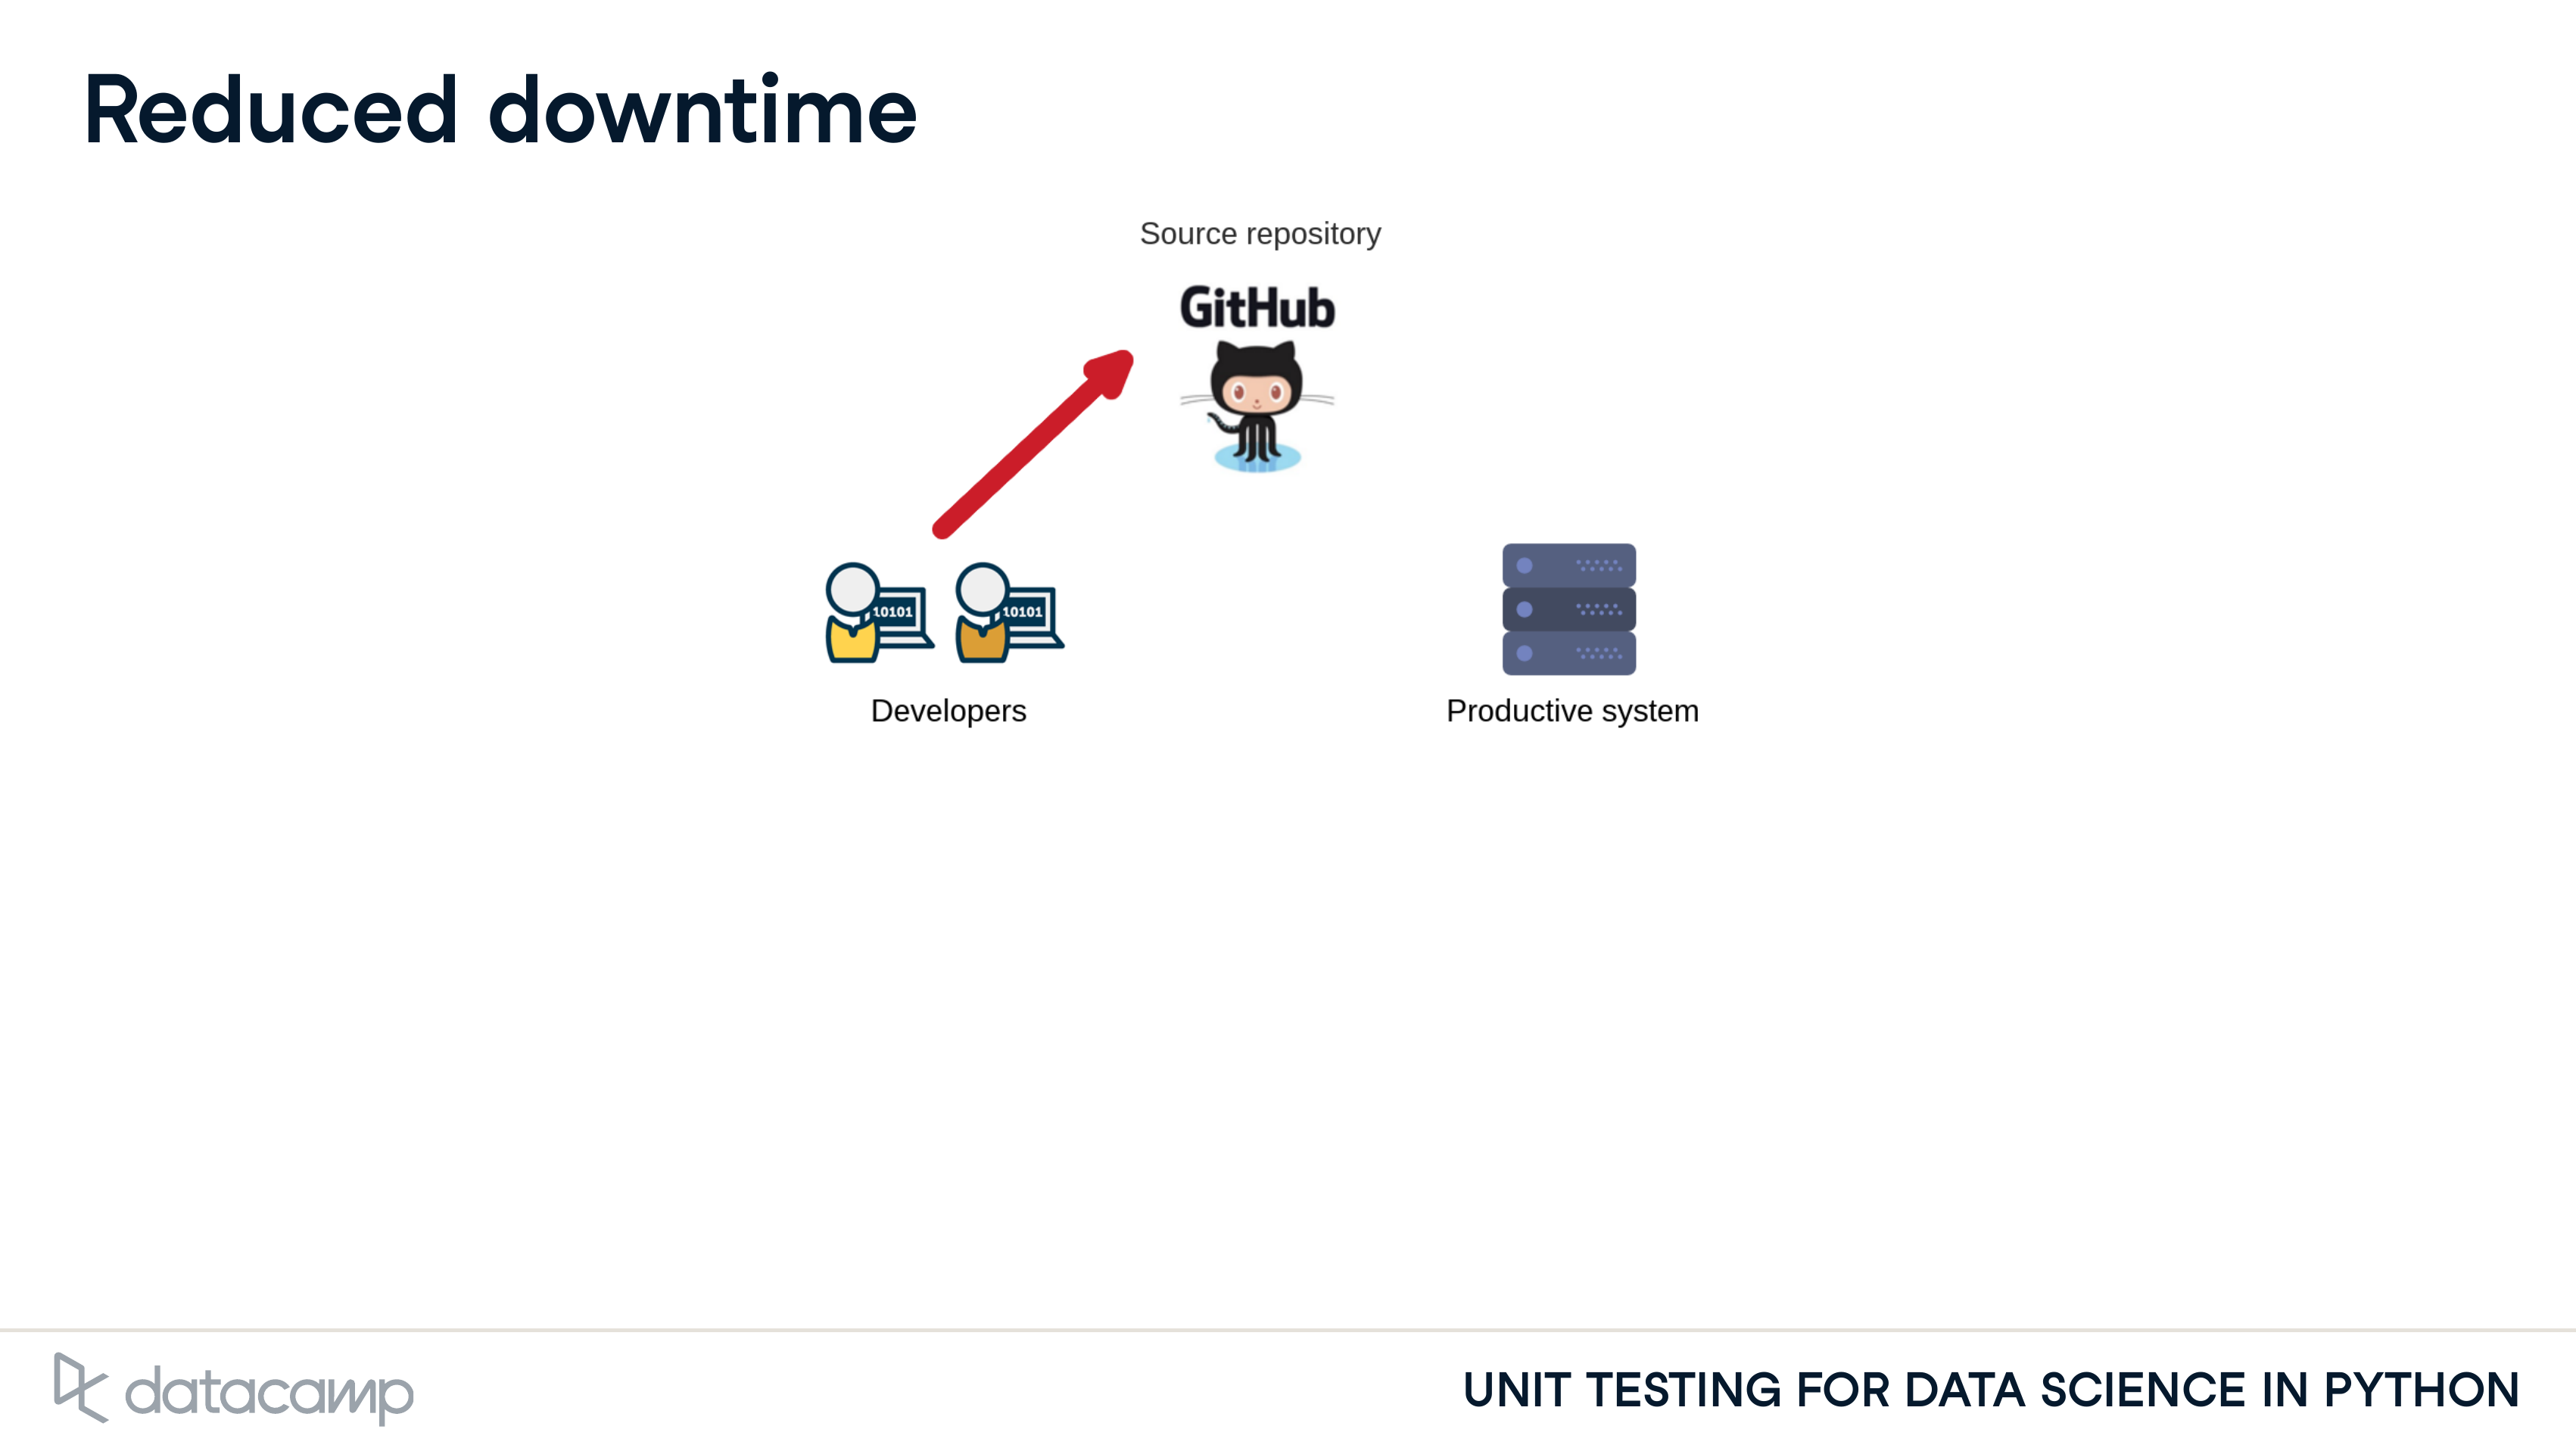 Reduced downtime
Source repository
GitHub
10101
10101
Developers
Productive system
datacamp
UNIT TESTING FOR DATA SCIENCE IN PYTHON